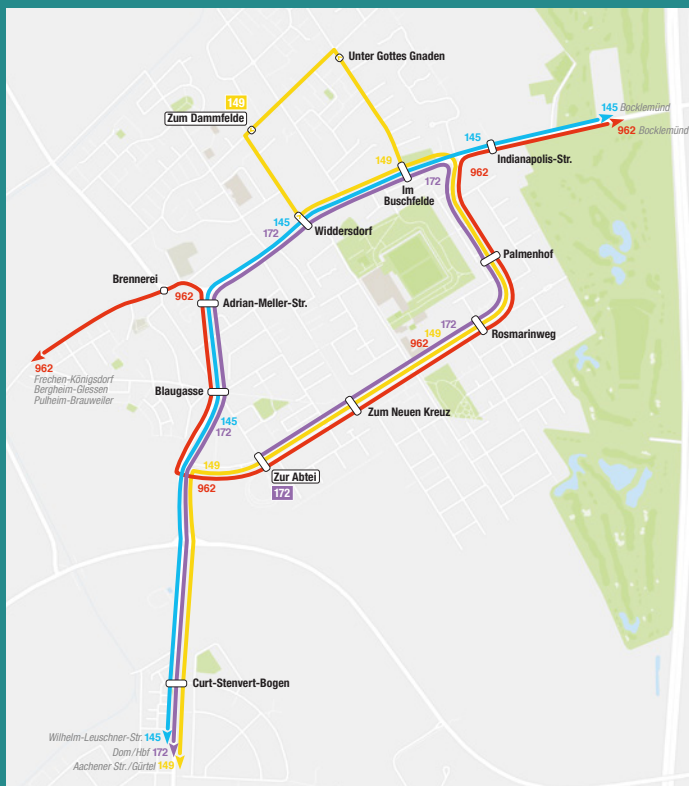 Unter Gottes Gnaden
149
Zum Dammfelde
145 Bocklemünd
962 Bocklemünd
145
Indianapolis-Str.
149
962
172
Im
Buschfelde
145
172
Widdersdorf
Palmenhof
Brennerei
962
Adrian-Meller-Str.
172
149
962
Rosmarinweg
962
Frechen-Königsdorf
Bergheim-Glessen
Pulheim-Brauweiler
Blaugasse
145
172
Zum Neuen Kreuz
149
962
Zur Abtei
172
Curt-Stenvert-Bogen
Wilhelm-Leuschner-Str. 145
Dom/Hbf 172
Aachener Str./Gürtel 149